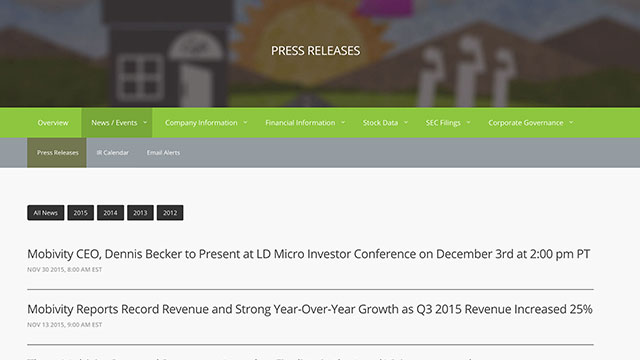 PRESS RELEASES
Overview News / Events Company Information Financial Information Stock Data SEC Filings Corporate Governance
Press Releases IR Calendar Email Alerts
All News 2015 2014 2013 2012
Mobivity CEO, Dennis Becker to Present at LD Micro Investor Conference on December 3rd at 2:00 pm PT
NOV 30 2015, 8:00 AM EST
Mobivity Reports Record Revenue and Strong Year-Over-Year Growth as Q3 2015 Revenue Increased 25%
NOV 13 2015, 9:00 AM EST